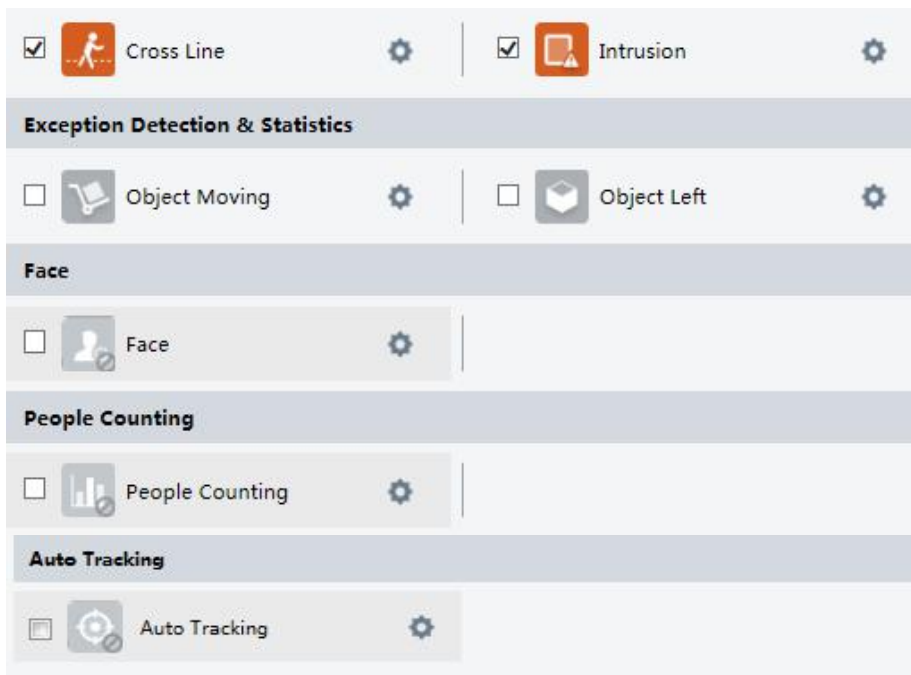 Cross Line Intrusion
Exception Detection & Statistics
Object Moving Object Left
Face
Face
People Counting
People Counting
Auto Tracking
Auto Tracking